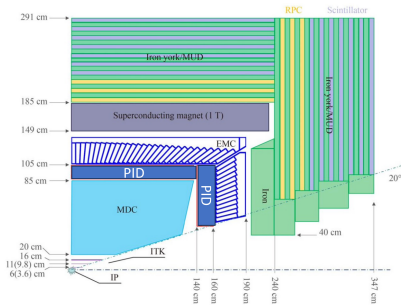 RPC
Scintillator
291 cm
Iron york/MUD
185 cm
Superconducting magnet (1 T)
149 cm
EMC
105 cm
85 cm
PID
PID
MDC
Iron
Iron york/MUD
20°
20 cm
16 cm
11(9.8) cm
6(3.6) cm
ITK
IP
40 cm
140 cm
160 cm
190 cm
240 cm
347 cm